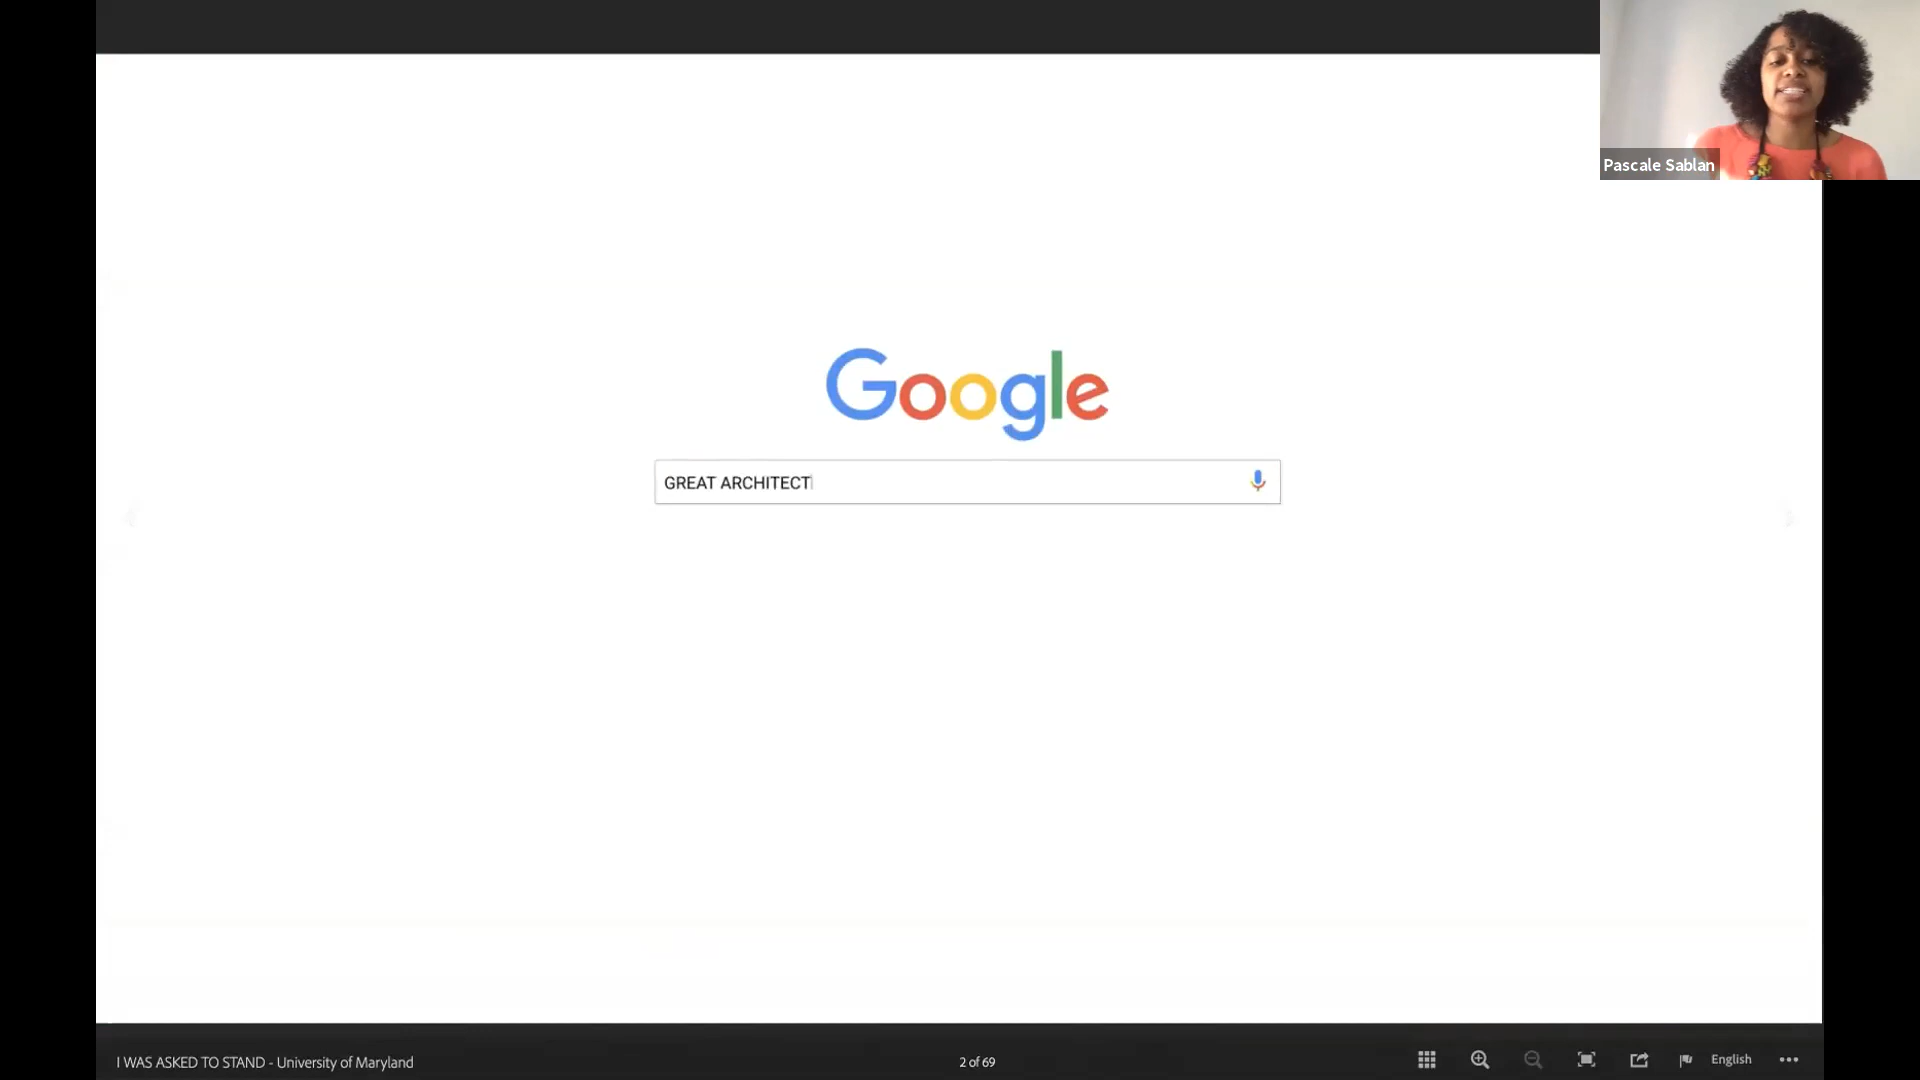 Pascale Sablan
Google
GREAT ARCHITECT
I WAS ASKED TO STAND - University of Maryland
2 of 69
English